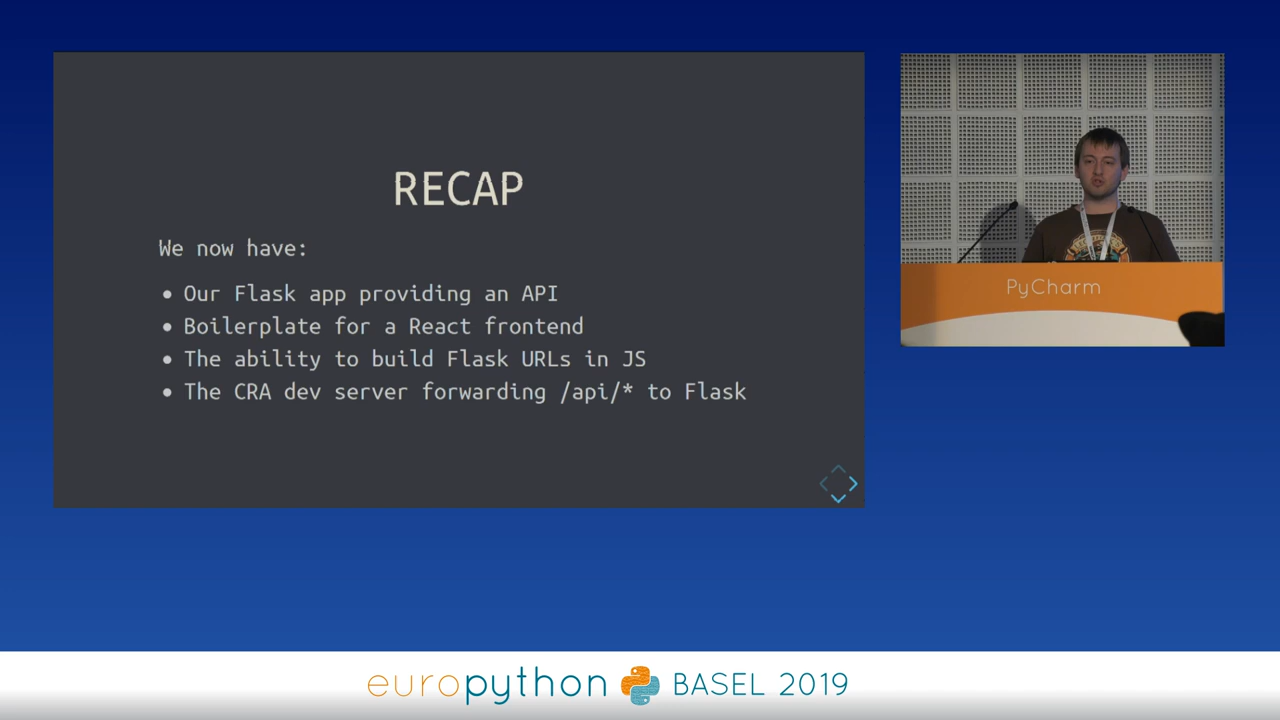 RECAP
We now have:
• Our Flask app providing an API
• Boilerplate for a React frontend
• The ability to build Flask URLs in JS
• The CRA dev server forwarding /api/* to Flask
PyCharm
europython BASEL 2019